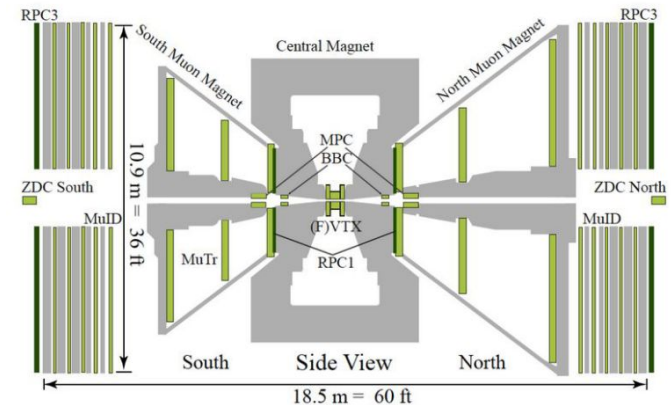 RPC3
RPC3
South Muon Magnet
Central Magnet
North Muon Magnet
MPC
BBC
10.9 m = 36 ft
ZDC South
ZDC North
MuID
MuID
(F)VTX
MuTr
RPC1
South
Side View
North
18.5 m = 60 ft